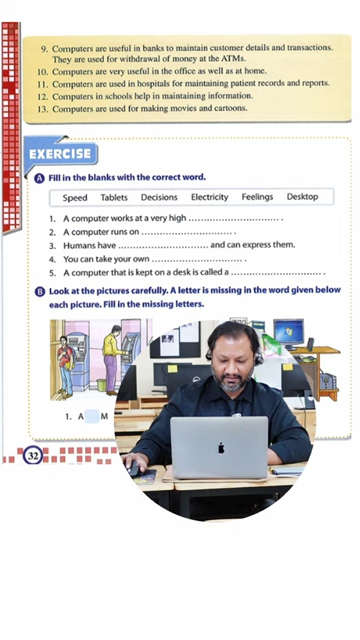 9. Computers are useful in banks to maintain customer details and transactions.
They are used for withdrawal of money at the ATMs.
10. Computers are very useful in the office as well as at home.
11. Computers are used in hospitals for maintaining patient records and reports.
12. Computers in schools help in maintaining information.
13. Computers are used for making movies and cartoons.
EXERCISE
A Fill in the blanks with the correct word.
Speed Tablets Decisions Electricity Feelings Desktop
1. A computer works at a very high ............................... .
2. A computer runs on ............................... .
3. Humans have ............................... and can express them.
4. You can take your own ............................... .
5. A computer that is kept on a desk is called a ............................... .
B Look at the pictures carefully. A letter is missing in the word given below
each picture. Fill in the missing letters.
1. A M
32